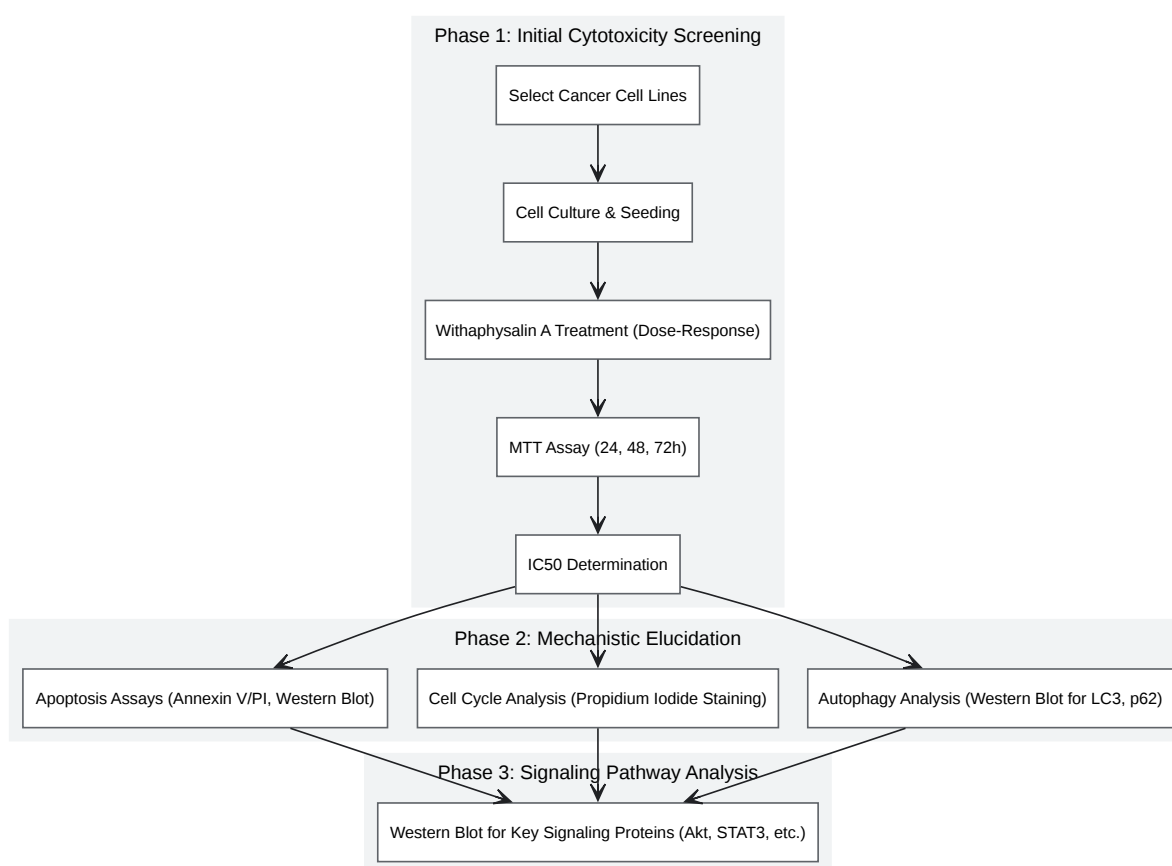 Phase 1: Initial Cytotoxicity Screening
Select Cancer Cell Lines
Cell Culture & Seeding
Withaphysalin A Treatment (Dose-Response)
MTT Assay (24, 48, 72h)
IC50 Determination
Phase 2: Mechanistic Elucidation
Apoptosis Assays (Annexin V/PI, Western Blot)
Cell Cycle Analysis (Propidium Iodide Staining)
Autophagy Analysis (Western Blot for LC3, p62)
Phase 3: Signaling Pathway Analysis
Western Blot for Key Signaling Proteins (Akt, STAT3, etc.)